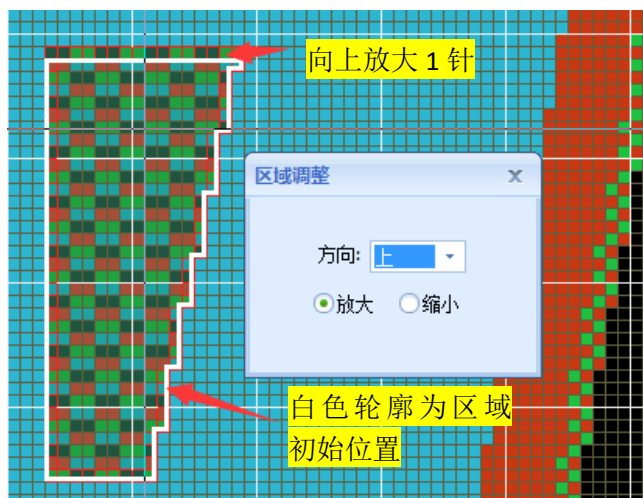 向上放大 1 针
区域调整
方向: 上
放大 缩小
白色轮廓为区域
初始位置